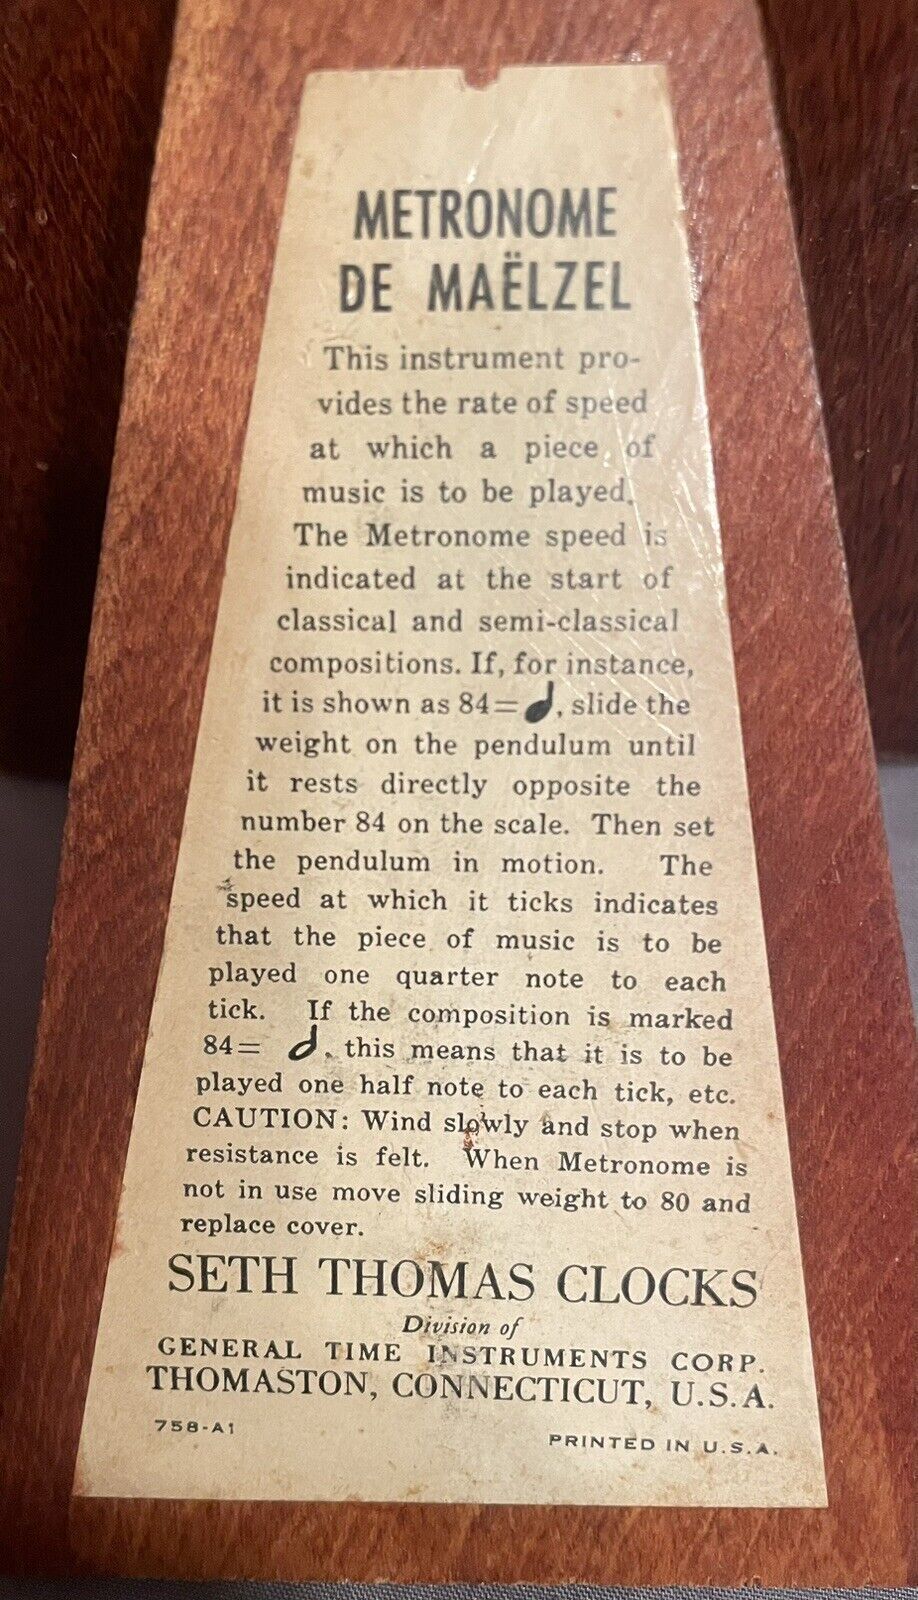 METRONOME
DE MAËLZEL
This instrument pro-
vides the rate of speed
at which a piece of
music is to be played.
The Metronome speed is
indicated at the start of
classical and semi-classical
compositions. If, for instance,
it is shown as 84=♩, slide the
weight on the pendulum until
it rests directly opposite the
number 84 on the scale. Then set
the pendulum in motion. The
speed at which it ticks indicates
that the piece of music is to be
played one quarter note to each
tick. If the composition is marked
84= 𝅗𝅥, this means that it is to be
played one half note to each tick, etc.
CAUTION: Wind slowly and stop when
resistance is felt. When Metronome is
not in use move sliding weight to 80 and
replace cover.
SETH THOMAS CLOCKS
Division of
GENERAL TIME INSTRUMENTS CORP.
THOMASTON, CONNECTICUT, U.S.A.
758-A1
PRINTED IN U.S.A.